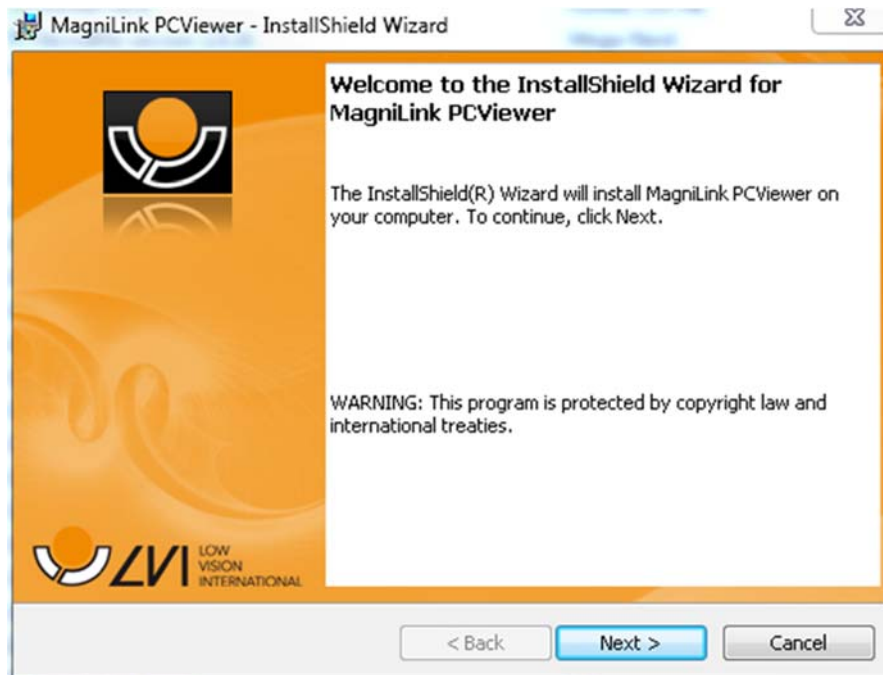 MagniLink PCViewer - InstallShield Wizard
Welcome to the InstallShield Wizard for
MagniLink PCViewer
The InstallShield(R) Wizard will install MagniLink PCViewer on
your computer. To continue, click Next.
WARNING: This program is protected by copyright law and
international treaties.
LVI
LOW
VISION
INTERNATIONAL
< Back
Next >
Cancel